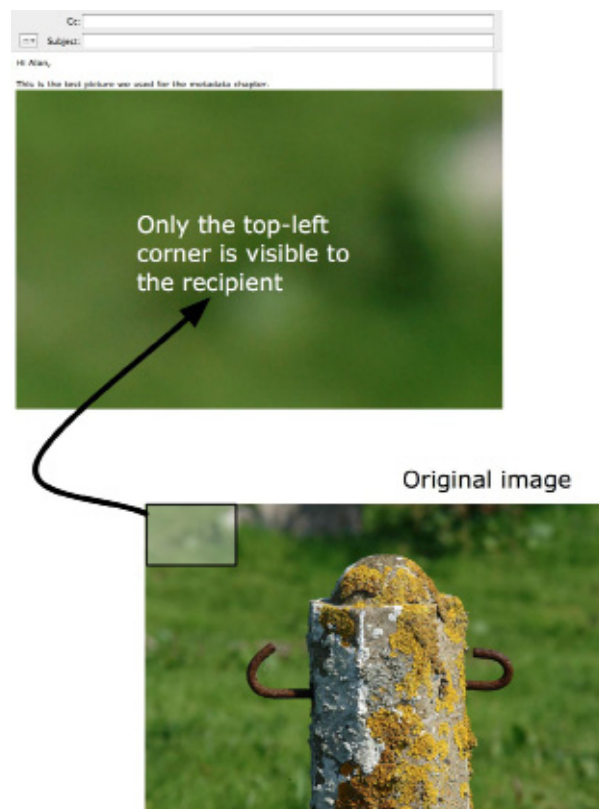 Cc:
Subject:
Hi Alan,
This is the test picture we used for the metadata chapter.
Only the top-left
corner is visible to
the recipient
Original image